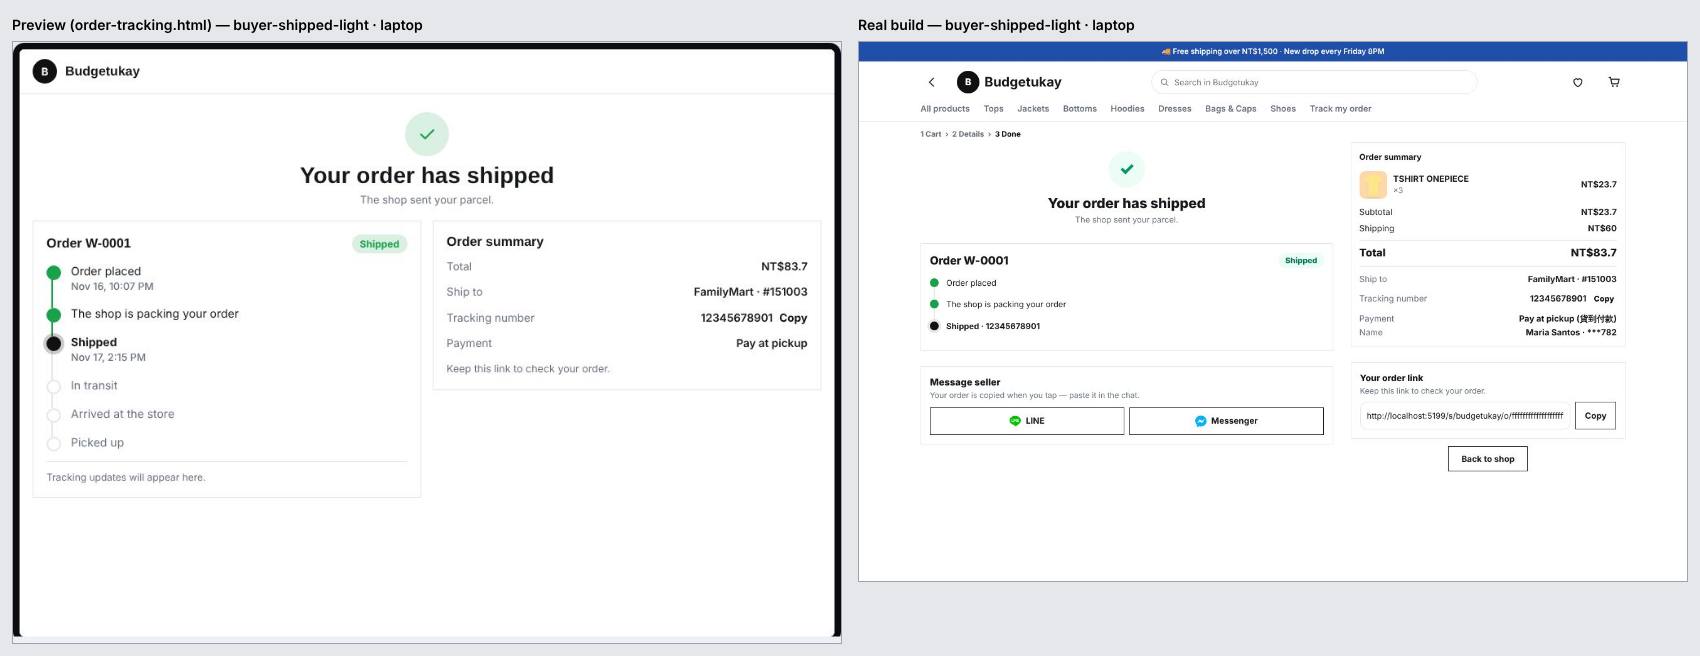 Preview (order-tracking.html) — buyer-shipped-light · laptop
B Budgetukay
Your order has shipped
The shop sent your parcel.
Order W-0001 Shipped
Order placed
Nov 16, 10:07 PM
The shop is packing your order
Shipped
Nov 17, 2:15 PM
In transit
Arrived at the store
Picked up
Tracking updates will appear here.
Order summary
Total NT$83.7
Ship to FamilyMart · #151003
Tracking number 12345678901 Copy
Payment Pay at pickup
Keep this link to check your order.
Real build — buyer-shipped-light · laptop
🚚 Free shipping over NT$1,500 · New drop every Friday 8PM
B Budgetukay Search in Budgetukay
All products Tops Jackets Bottoms Hoodies Dresses Bags & Caps Shoes Track my order
1 Cart › 2 Details › 3 Done
Your order has shipped
The shop sent your parcel.
Order W-0001 Shipped
Order placed
The shop is packing your order
Shipped · 12345678901
Message seller
Your order is copied when you tap — paste it in the chat.
LINE Messenger
Order summary
TSHIRT ONEPIECE NT$23.7
×3
Subtotal NT$23.7
Shipping NT$60
Total NT$83.7
Ship to FamilyMart · #151003
Tracking number 12345678901 Copy
Payment Pay at pickup (貨到付款)
Name Maria Santos · ***782
Your order link
Keep this link to check your order.
Copy
Back to shop